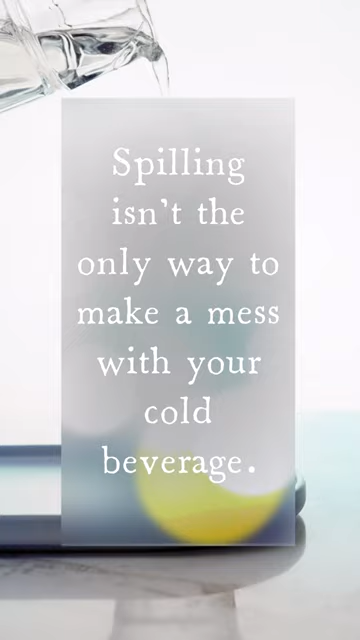 Spilling
isn't the
only way to
make a mess
with your
cold
beverage.